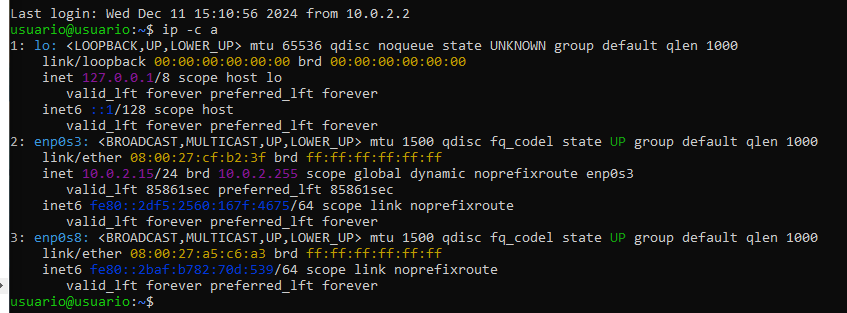 Last login: Wed Dec 11 15:10:56 2024 from 10.0.2.2
usuario@usuario:~$ ip -c a
1: lo: <LOOPBACK,UP,LOWER_UP> mtu 65536 qdisc noqueue state UNKNOWN group default qlen 1000
    link/loopback 00:00:00:00:00:00 brd 00:00:00:00:00:00
    inet 127.0.0.1/8 scope host lo
       valid_lft forever preferred_lft forever
    inet6 ::1/128 scope host
       valid_lft forever preferred_lft forever
2: enp0s3: <BROADCAST,MULTICAST,UP,LOWER_UP> mtu 1500 qdisc fq_codel state UP group default qlen 1000
    link/ether 08:00:27:cf:b2:3f brd ff:ff:ff:ff:ff:ff
    inet 10.0.2.15/24 brd 10.0.2.255 scope global dynamic noprefixroute enp0s3
       valid_lft 85861sec preferred_lft 85861sec
    inet6 fe80::2df5:2560:167f:4675/64 scope link noprefixroute
       valid_lft forever preferred_lft forever
3: enp0s8: <BROADCAST,MULTICAST,UP,LOWER_UP> mtu 1500 qdisc fq_codel state UP group default qlen 1000
    link/ether 08:00:27:a5:c6:a3 brd ff:ff:ff:ff:ff:ff
    inet6 fe80::2baf:b782:70d:539/64 scope link noprefixroute
       valid_lft forever preferred_lft forever
usuario@usuario:~$